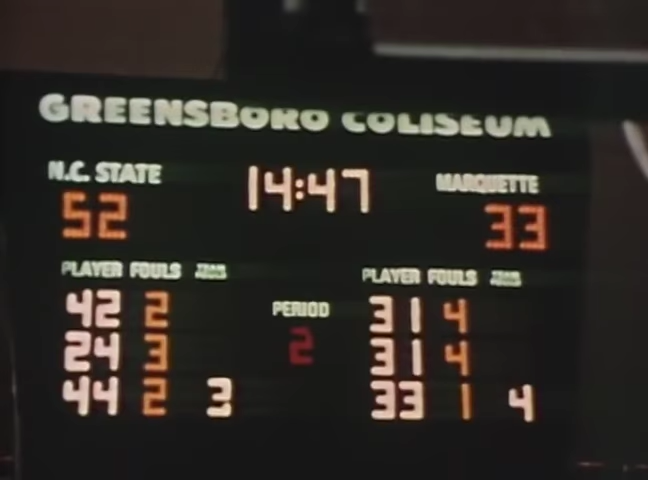 GREENSBORO COLISEUM
N.C. STATE 14:47 MARQUETTE
52 33
PLAYER FOULS PLAYER FOULS
42 2 PERIOD 31 4
24 3 2 31 4
44 2 3 33 1 4